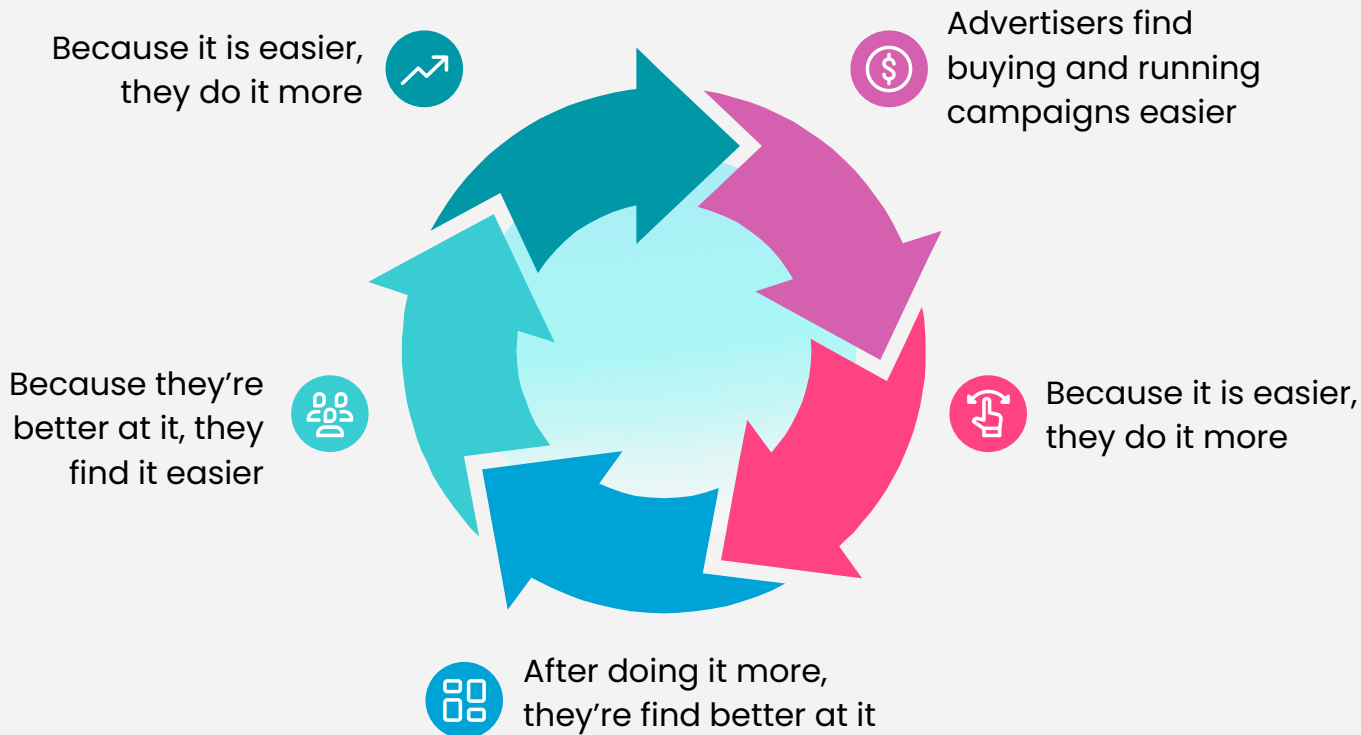 Because it is easier,
they do it more
Advertisers find
buying and running
campaigns easier
Because it is easier,
they do it more
After doing it more,
they’re find better at it
Because they’re
better at it, they
find it easier